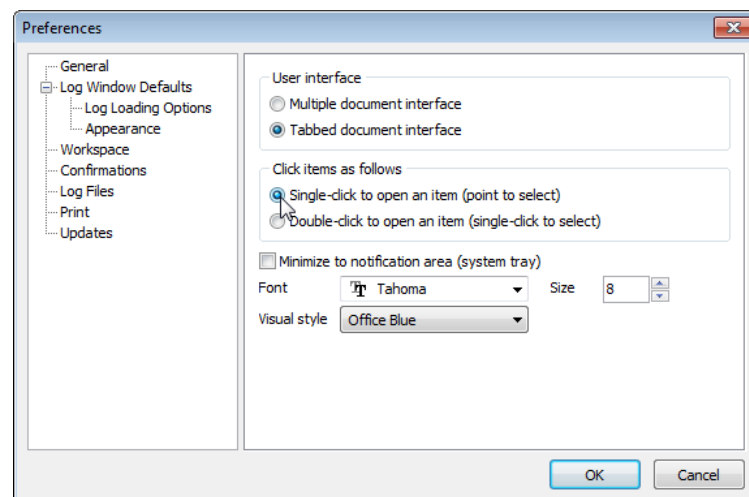 Preferences
General
Log Window Defaults
Log Loading Options
Appearance
Workspace
Confirmations
Log Files
Print
Updates
User interface
Multiple document interface
Tabbed document interface
Click items as follows
Single-click to open an item (point to select)
Double-click to open an item (single-click to select)
Minimize to notification area (system tray)
Font Tahoma Size 8
Visual style Office Blue
OK Cancel